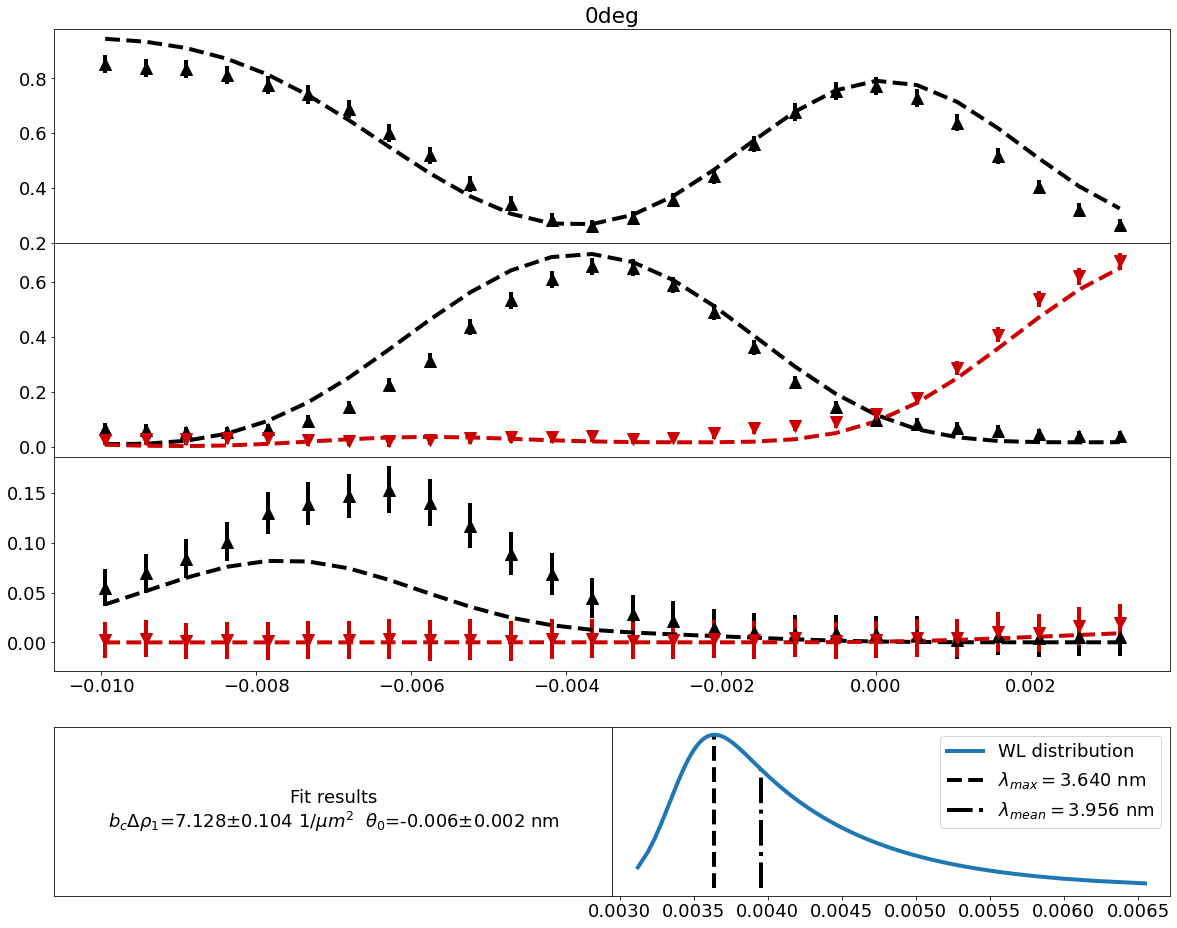 0deg
0.8
0.6
0.4
0.2
0.6
0.4
0.2
0.0
0.15
0.10
0.05
0.00
−0.010 −0.008 −0.006 −0.004 −0.002 0.000 0.002
Fit results
b_cΔρ_1=7.128±0.104 1/μm² θ_0=-0.006±0.002 nm
WL distribution
λ_max = 3.640 nm
λ_mean = 3.956 nm
0.0030 0.0035 0.0040 0.0045 0.0050 0.0055 0.0060 0.0065